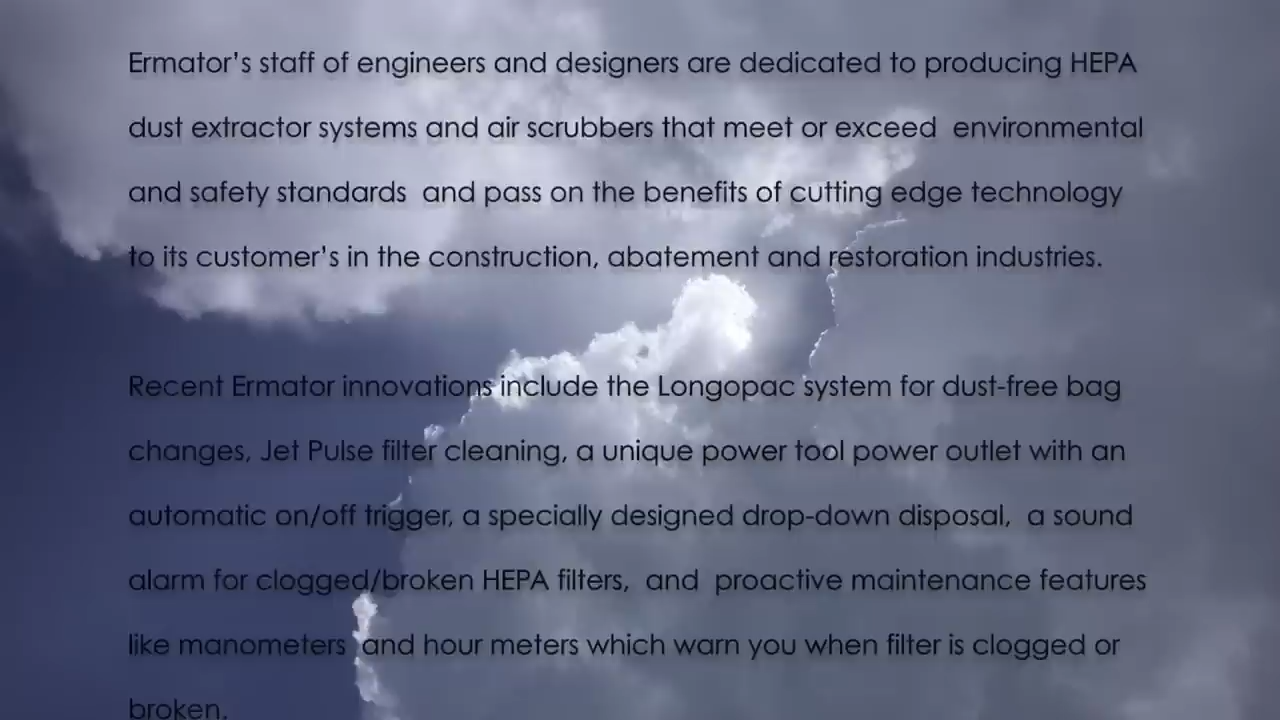 Ermator’s staff of engineers and designers are dedicated to producing HEPA
dust extractor systems and air scrubbers that meet or exceed  environmental
and safety standards  and pass on the benefits of cutting edge technology
to its customer’s in the construction, abatement and restoration industries.
Recent Ermator innovations include the Longopac system for dust-free bag
changes, Jet Pulse filter cleaning, a unique power tool power outlet with an
automatic on/off trigger, a specially designed drop-down disposal,  a sound
alarm for clogged/broken HEPA filters,  and  proactive maintenance features
like manometers  and hour meters which warn you when filter is clogged or
broken.